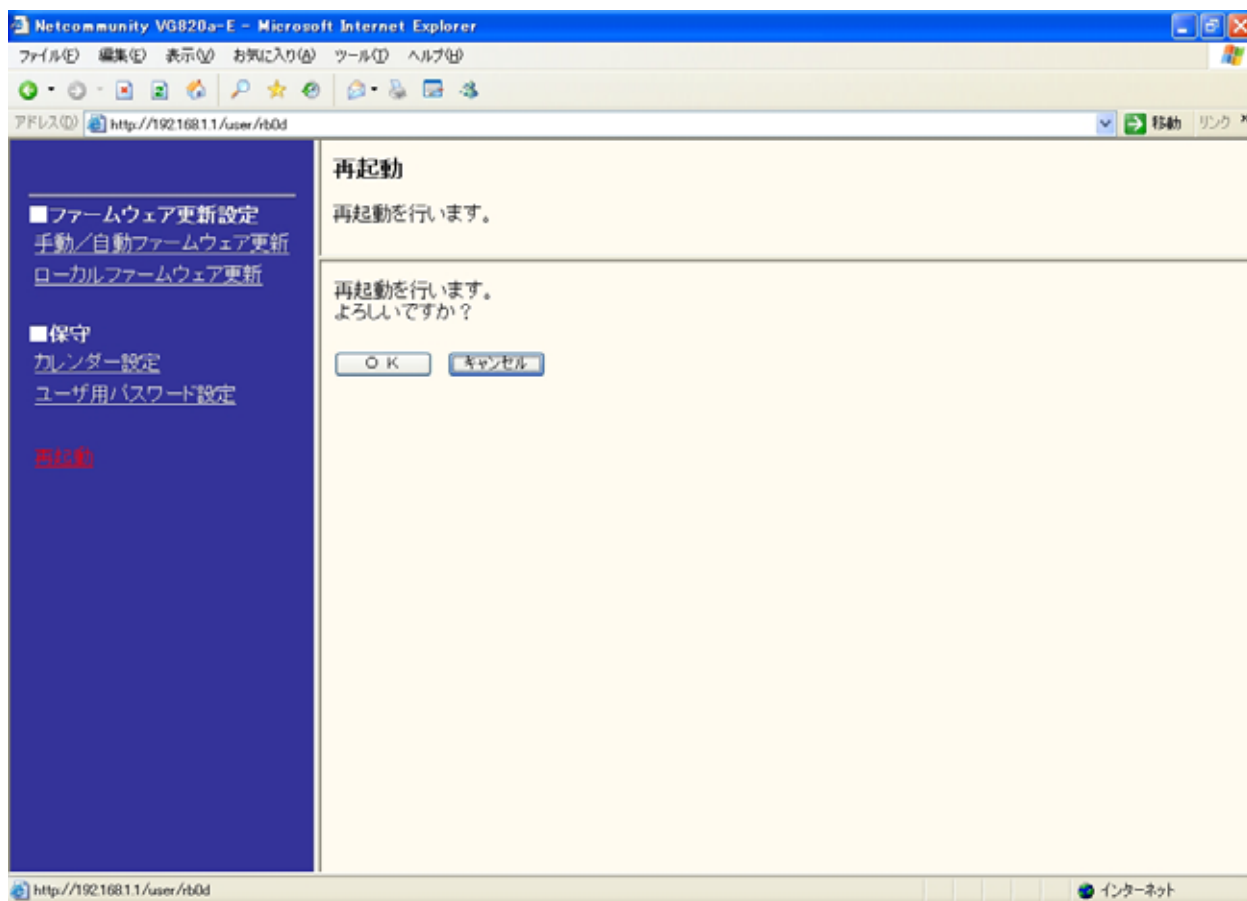 Netcommunity VG820a-E - Microsoft Internet Explorer
ファイル(F) 編集(E) 表示(V) お気に入り(A) ツール(T) ヘルプ(H)
アドレス(D) http://192.168.1.1/user/rb0d 移動 リンク »
■ファームウェア更新設定
手動／自動ファームウェア更新
ローカルファームウェア更新
■保守
カレンダー設定
ユーザ用パスワード設定
再起動
再起動
再起動を行います。
再起動を行います。
よろしいですか？
ＯＫ キャンセル
http://192.168.1.1/user/rb0d インターネット